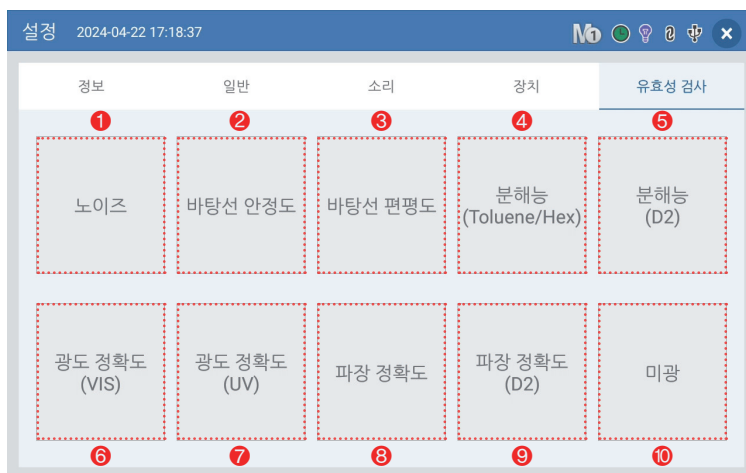 설정 2024-04-22 17:18:37 M1
정보 일반 소리 장치 유효성 검사
1 2 3 4 5
노이즈
바탕선 안정도
바탕선 편평도
분해능
(Toluene/Hex)
분해능
(D2)
광도 정확도
(VIS)
광도 정확도
(UV)
파장 정확도
파장 정확도
(D2)
미광
6 7 8 9 10